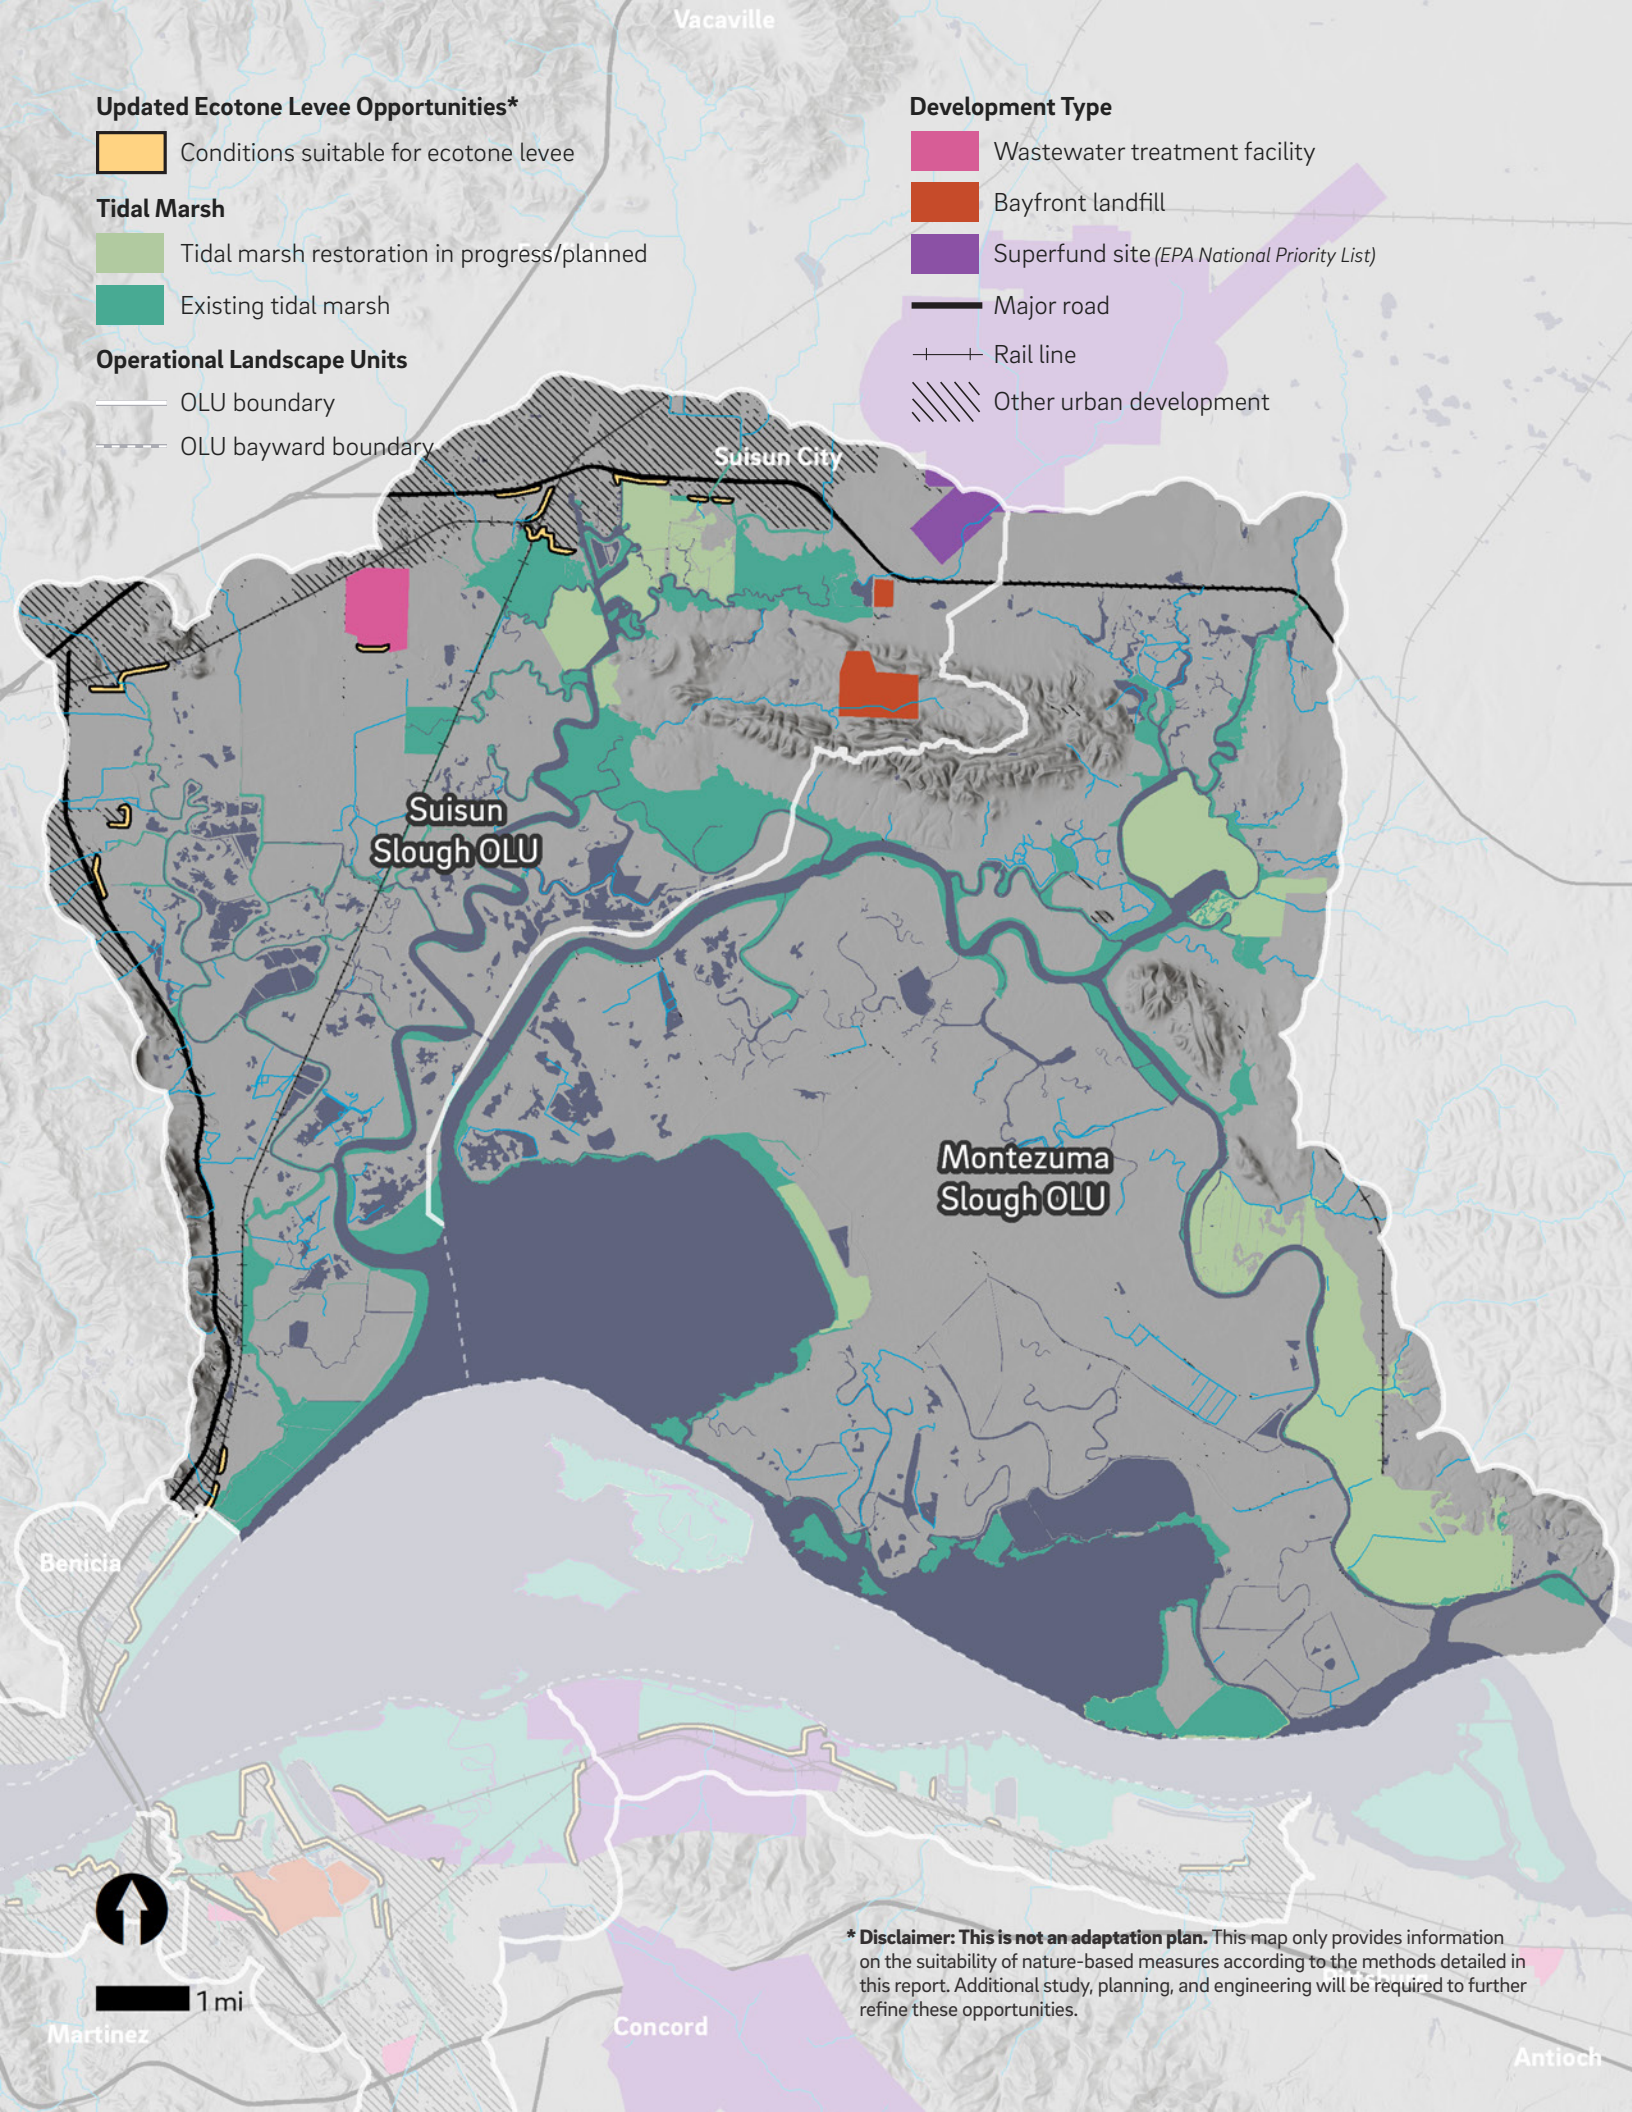 Vacaville
Updated Ecotone Levee Opportunities*
Conditions suitable for ecotone levee
Tidal Marsh
Tidal marsh restoration in progress/planned
Existing tidal marsh
Operational Landscape Units
OLU boundary
OLU bayward boundary
Development Type
Wastewater treatment facility
Bayfront landfill
Superfund site (EPA National Priority List)
Major road
Rail line
Other urban development
Suisun City
Suisun
Slough OLU
Montezuma
Slough OLU
Benicia
1 mi
Martinez
Concord
* Disclaimer: This is not an adaptation plan. This map only provides information
on the suitability of nature-based measures according to the methods detailed in
this report. Additional study, planning, and engineering will be required to further
refine these opportunities.
Antioch